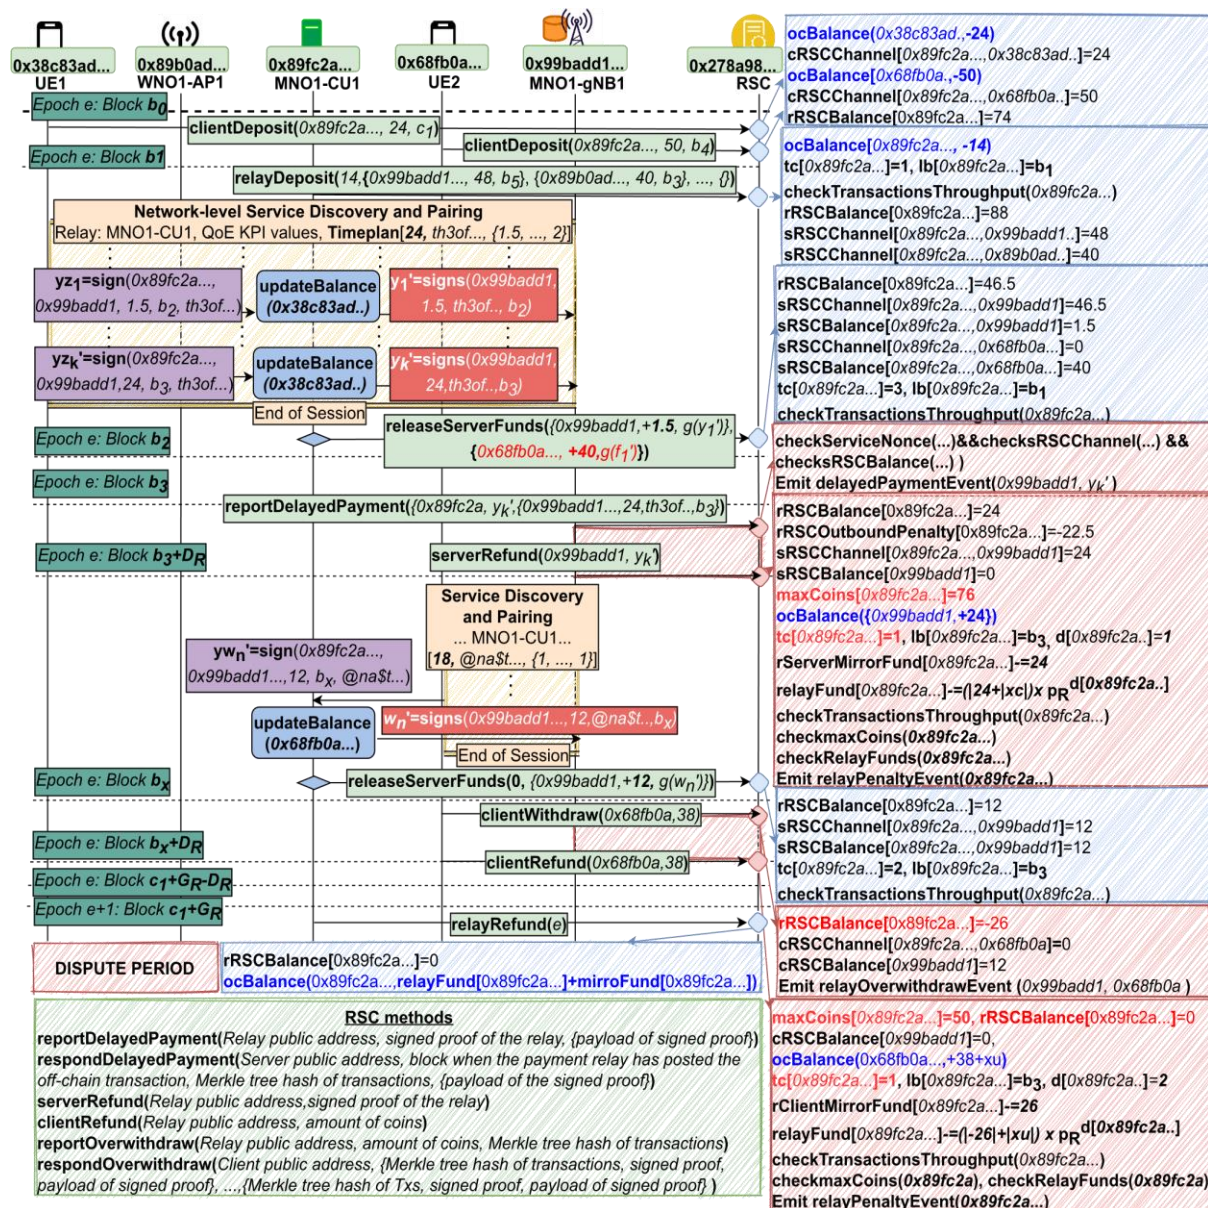 0x38c83ad...
0x89b0ad...
0x89fc2a...
0x68fb0a...
0x99badd1...
0x278a98...
UE1
WNO1-AP1
MNO1-CU1
UE2
MNO1-gNB1
RSC
Epoch e: Block b0
clientDeposit(0x89fc2a..., 24, c1)
Epoch e: Block b1
clientDeposit(0x89fc2a..., 50, b4)
relayDeposit(14,{0x99badd1..., 48, b5}, {0x89b0ad..., 40, b3}, ..., {})
Network-level Service Discovery and Pairing
Relay: MNO1-CU1, QoE KPI values, Timeplan[24, th3of..., {1.5, ..., 2}]
yz1=sign(0x89fc2a...,
0x99badd1, 1.5, b2, th3of...)
updateBalance
(0x38c83ad..)
y1'=signs(0x99badd1,
1.5, th3of.., b2)
yzk'=sign(0x89fc2a...,
0x99badd1,24, b3, th3of...)
updateBalance
(0x38c83ad..)
yk'=signs(0x99badd1,
24,th3of..,b3)
End of Session
Epoch e: Block b2
releaseServerFunds({0x99badd1,+1.5, g(y1')},
{0x68fb0a..., +40,g(f1')})
Epoch e: Block b3
reportDelayedPayment({0x89fc2a, yk',{0x99badd1...,24,th3of..,b3})
Epoch e: Block b3+DR
serverRefund(0x99badd1, yk')
Service Discovery
and Pairing
... MNO1-CU1...
[18, @na$t..., {1, ..., 1}]
ywn'=sign(0x89fc2a...,
0x99badd1...,12, bx, @na$t...)
updateBalance
(0x68fb0a...)
wn'=signs(0x99badd1...,12,@na$t..,bx)
End of Session
Epoch e: Block bx
releaseServerFunds(0, {0x99badd1,+12, g(wn')})
clientWithdraw(0x68fb0a,38)
Epoch e: Block bx+DR
clientRefund(0x68fb0a,38)
Epoch e: Block c1+GR-DR
Epoch e+1: Block c1+GR
relayRefund(e)
DISPUTE PERIOD
rRSCBalance[0x89fc2a...]=0
ocBalance(0x89fc2a...,relayFund[0x89fc2a...]+mirroFund[0x89fc2a...])
RSC methods
reportDelayedPayment(Relay public address, signed proof of the relay, {payload of signed proof})
respondDelayedPayment(Server public address, block when the payment relay has posted the
off-chain transaction, Merkle tree hash of transactions, {payload of the signed proof})
serverRefund(Relay public address,signed proof of the relay)
clientRefund(Relay public address, amount of coins)
reportOverwithdraw(Relay public address, amount of coins, Merkle tree hash of transactions)
respondOverwithdraw(Client public address, {Merkle tree hash of transactions, signed proof,
payload of signed proof}, ...,{Merkle tree hash of Txs, signed proof, payload of signed proof} )
ocBalance(0x38c83ad.,-24)
cRSCChannel[0x89fc2a...,0x38c83ad..]=24
ocBalance(0x68fb0a.,-50)
cRSCChannel[0x89fc2a...,0x68fb0a..]=50
rRSCBalance[0x89fc2a...]=74
ocBalance(0x89fc2a..., -14)
tc[0x89fc2a...]=1, lb[0x89fc2a...]=b1
checkTransactionsThroughput(0x89fc2a...)
rRSCBalance[0x89fc2a...]=88
sRSCChannel[0x89fc2a...,0x99badd1..]=48
sRSCChannel[0x89fc2a...,0x89b0ad...]=40
rRSCBalance[0x89fc2a...]=46.5
sRSCChannel[0x89fc2a...,0x99badd1]=46.5
sRSCBalance[0x89fc2a...,0x99badd1]=1.5
sRSCChannel[0x89fc2a...,0x68fb0a...]=0
sRSCBalance[0x89fc2a...,0x68fb0a...]=40
tc[0x89fc2a...]=3, lb[0x89fc2a...]=b1
checkTransactionsThroughput(0x89fc2a...)
checkServiceNonce(...)&&checksRSCChannel(...) &&
checksRSCBalance(...) )
Emit delayedPaymentEvent(0x99badd1, yk' )
rRSCBalance[0x89fc2a...]=24
rRSCOutboundPenalty[0x89fc2a...]=-22.5
sRSCChannel[0x89fc2a...,0x99badd1]=24
sRSCBalance[0x99badd1]=0
maxCoins[0x89fc2a...]=76
ocBalance({0x99badd1,+24})
tc[0x89fc2a...]=1, lb[0x89fc2a...]=b3, d[0x89fc2a..]=1
rServerMirrorFund[0x89fc2a...]-=24
relayFund[0x89fc2a...]-=(|24+|xc|)x pR^d[0x89fc2a..]
checkTransactionsThroughput(0x89fc2a...)
checkmaxCoins(0x89fc2a...)
checkRelayFunds(0x89fc2a...)
Emit relayPenaltyEvent(0x89fc2a...)
rRSCBalance[0x89fc2a...]=12
sRSCChannel[0x89fc2a...,0x99badd1]=12
sRSCBalance[0x89fc2a...,0x99badd1]=12
tc[0x89fc2a...]=2, lb[0x89fc2a...]=b3
checkTransactionsThroughput(0x89fc2a...)
rRSCBalance[0x89fc2a...]=-26
cRSCChannel[0x89fc2a...,0x68fb0a]=0
cRSCBalance[0x99badd1]=12
Emit relayOverwithdrawEvent (0x99badd1, 0x68fb0a )
maxCoins[0x89fc2a...]=50, rRSCBalance[0x89fc2a...]=0
cRSCBalance[0x99badd1]=0,
ocBalance(0x68fb0a...,+38+xu)
tc[0x89fc2a...]=1, lb[0x89fc2a...]=b3, d[0x89fc2a..]=2
rClientMirrorFund[0x89fc2a...]-=26
relayFund[0x89fc2a...]-=(|-26|+|xu|) x pR^d[0x89fc2a..]
checkTransactionsThroughput(0x89fc2a...)
checkmaxCoins(0x89fc2a), checkRelayFunds(0x89fc2a)
Emit relayPenaltyEvent(0x89fc2a...)